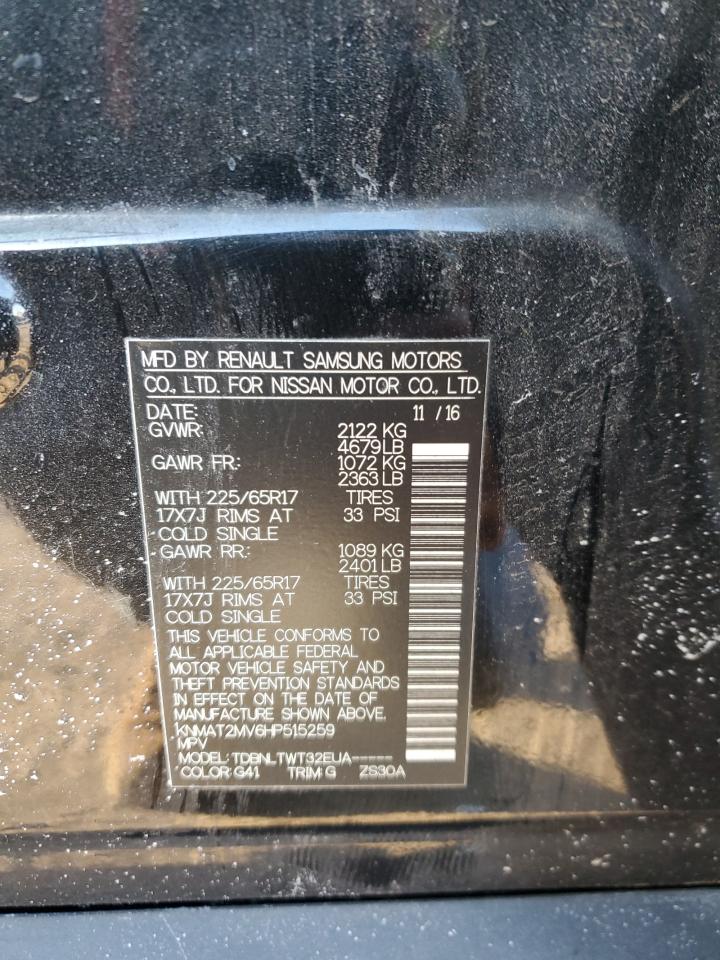 MFD BY RENAULT SAMSUNG MOTORS
CO., LTD. FOR NISSAN MOTOR CO., LTD.
DATE: 11 / 16
GVWR: 2122 KG
4679LB
GAWR FR: 1072 KG
2363 LB
WITH 225/65R17 TIRES
17X7J RIMS AT 33 PSI
COLD SINGLE
GAWR RR: 1089 KG
2401LB
WITH 225/65R17 TIRES
17X7J RIMS AT 33 PSI
COLD SINGLE
THIS VEHICLE CONFORMS TO
ALL APPLICABLE FEDERAL
MOTOR VEHICLE SAFETY AND
THEFT PREVENTION STANDARDS
IN EFFECT ON THE DATE OF
MANUFACTURE SHOWN ABOVE.
KNMAT2MV6HP515259
MPV
MODEL: TDBNLTWT32EUA-----
COLOR: G41 TRIM: G ZS30A